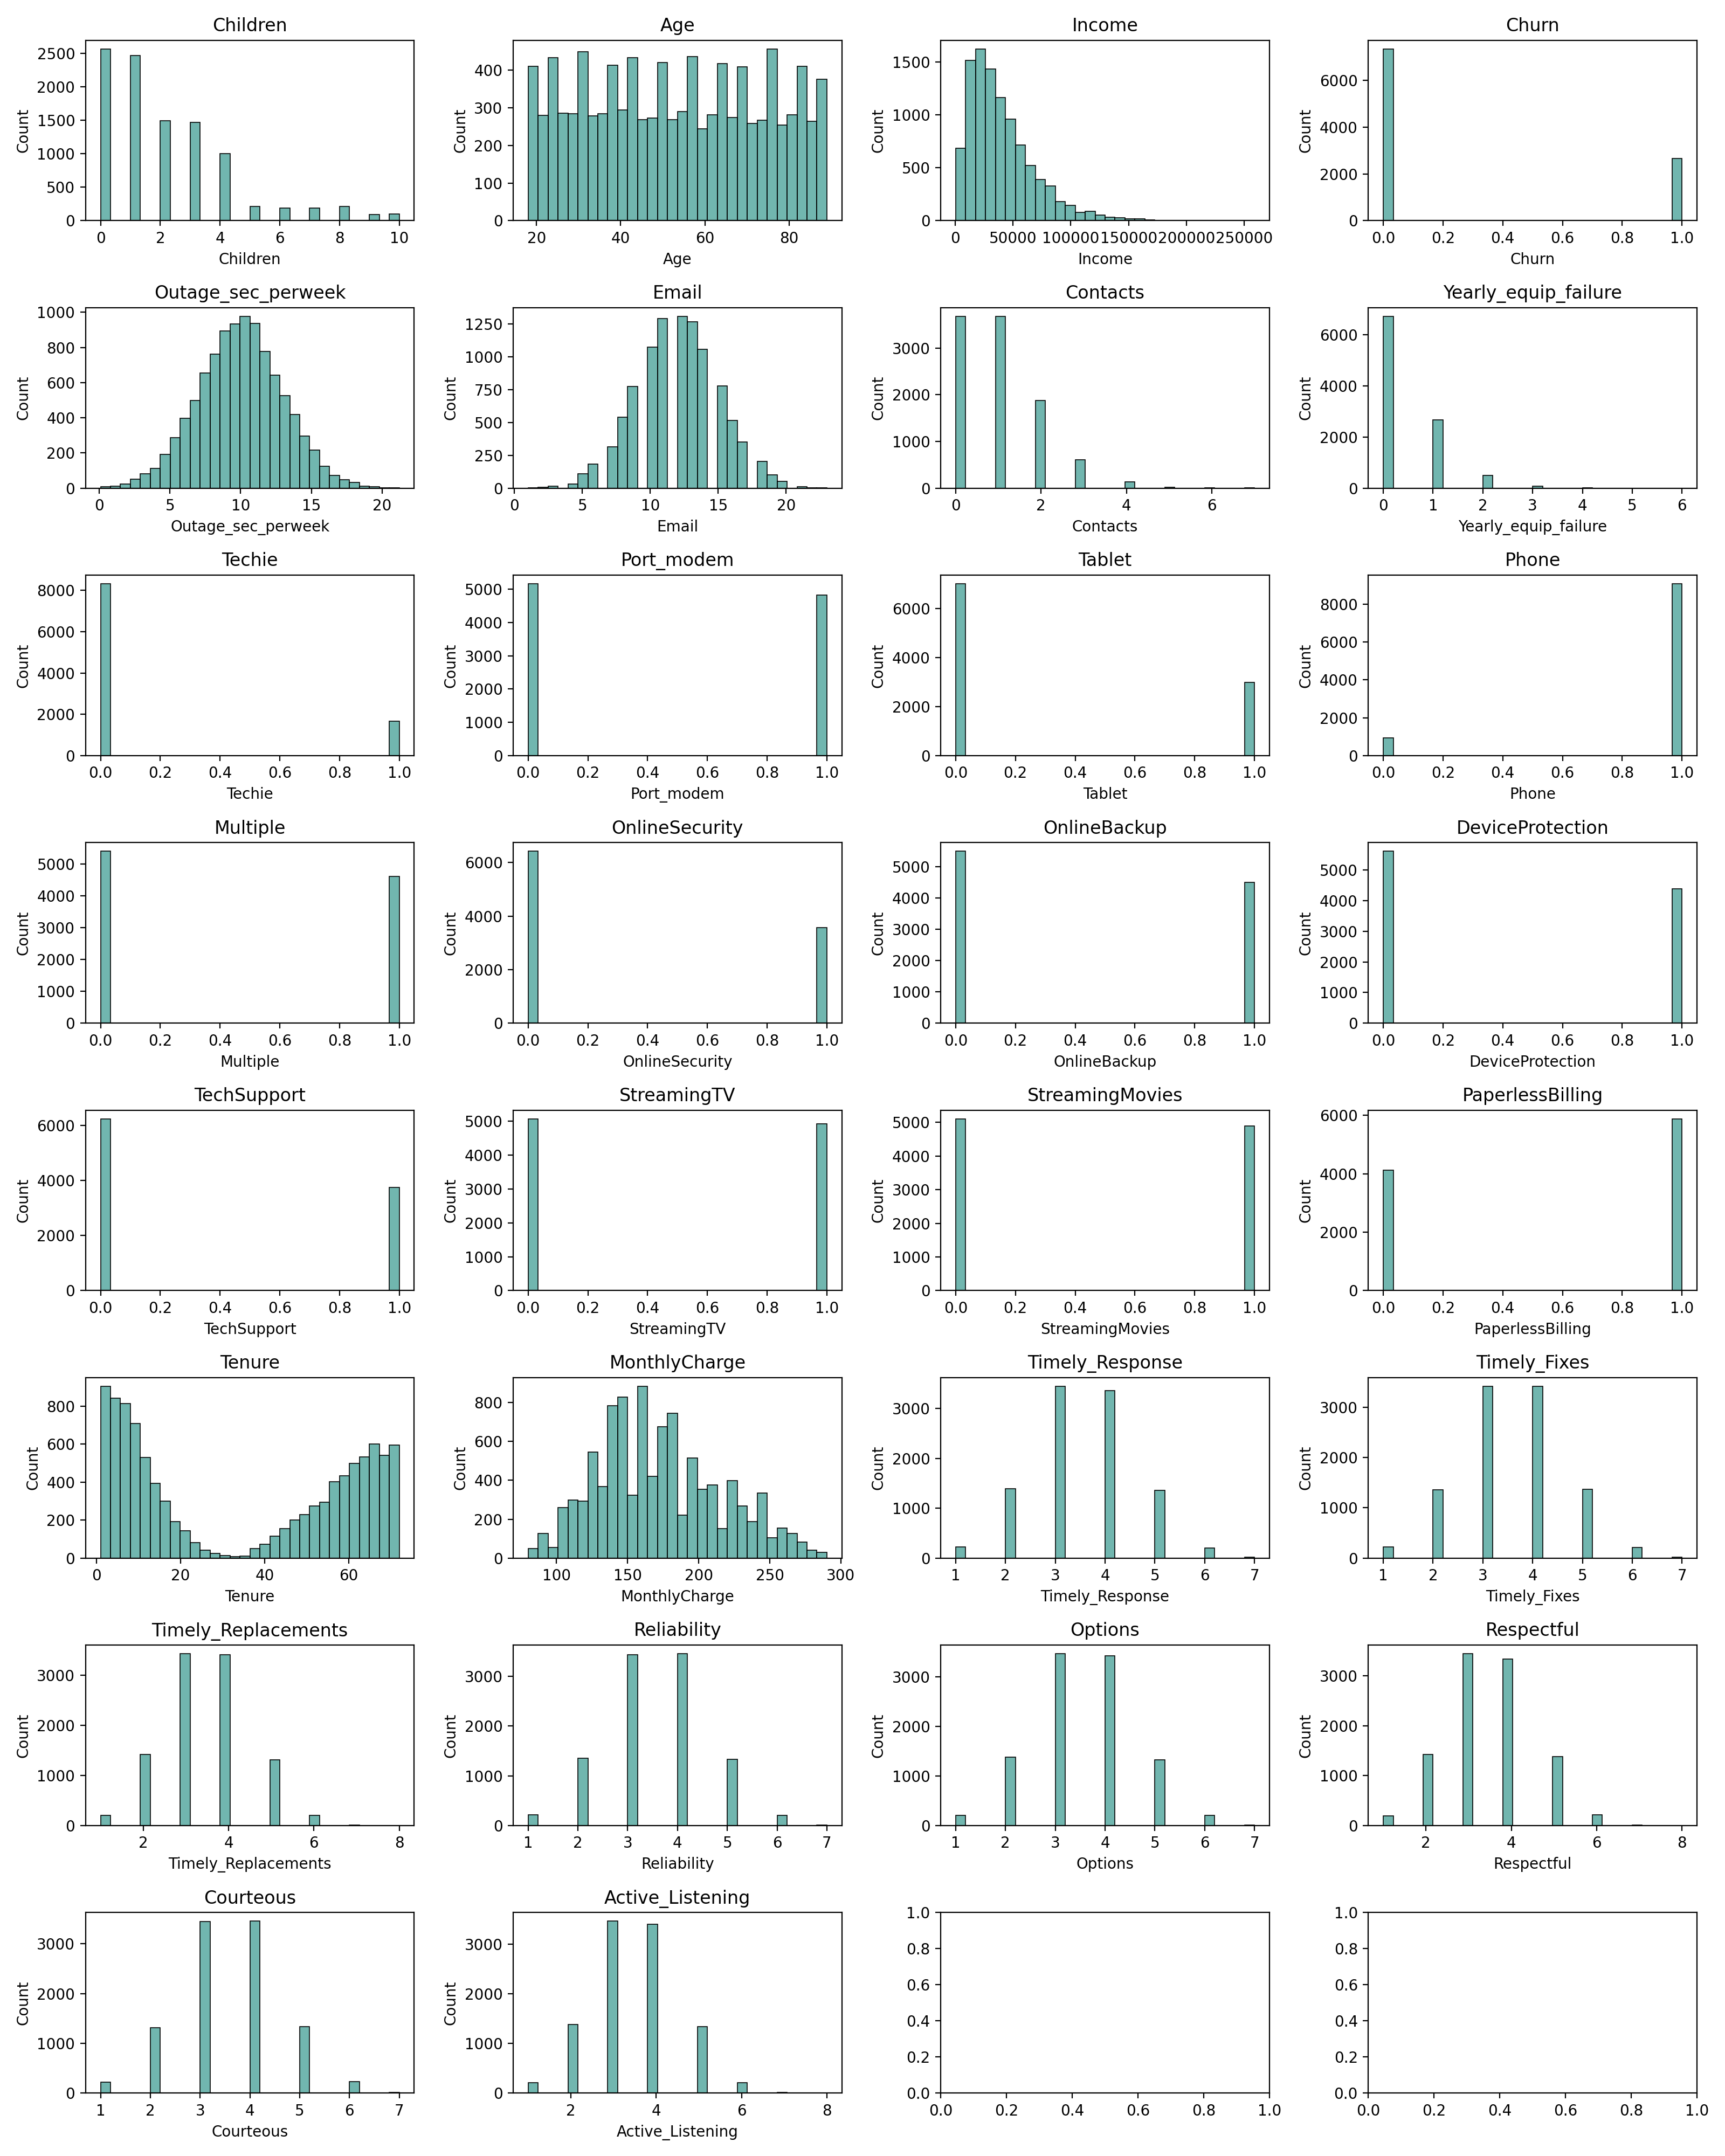 Children
Count
2500
2000
1500
1000
500
0
0 2 4 6 8 10
Children
Age
Count
400
300
200
100
0
20 40 60 80
Age
Income
Count
1500
1000
500
0
0 50000 100000 150000 200000 250000
Income
Churn
Count
6000
4000
2000
0
0.0 0.2 0.4 0.6 0.8 1.0
Churn
Outage_sec_perweek
Count
1000
800
600
400
200
0
0 5 10 15 20
Outage_sec_perweek
Email
Count
1250
1000
750
500
250
0
0 5 10 15 20
Email
Contacts
Count
3000
2000
1000
0
0 2 4 6
Contacts
Yearly_equip_failure
Count
6000
4000
2000
0
0 1 2 3 4 5 6
Yearly_equip_failure
Techie
Count
8000
6000
4000
2000
0
0.0 0.2 0.4 0.6 0.8 1.0
Techie
Port_modem
Count
5000
4000
3000
2000
1000
0
0.0 0.2 0.4 0.6 0.8 1.0
Port_modem
Tablet
Count
6000
4000
2000
0
0.0 0.2 0.4 0.6 0.8 1.0
Tablet
Phone
Count
8000
6000
4000
2000
0
0.0 0.2 0.4 0.6 0.8 1.0
Phone
Multiple
Count
5000
4000
3000
2000
1000
0
0.0 0.2 0.4 0.6 0.8 1.0
Multiple
OnlineSecurity
Count
6000
4000
2000
0
0.0 0.2 0.4 0.6 0.8 1.0
OnlineSecurity
OnlineBackup
Count
5000
4000
3000
2000
1000
0
0.0 0.2 0.4 0.6 0.8 1.0
OnlineBackup
DeviceProtection
Count
5000
4000
3000
2000
1000
0
0.0 0.2 0.4 0.6 0.8 1.0
DeviceProtection
TechSupport
Count
6000
4000
2000
0
0.0 0.2 0.4 0.6 0.8 1.0
TechSupport
StreamingTV
Count
5000
4000
3000
2000
1000
0
0.0 0.2 0.4 0.6 0.8 1.0
StreamingTV
StreamingMovies
Count
5000
4000
3000
2000
1000
0
0.0 0.2 0.4 0.6 0.8 1.0
StreamingMovies
PaperlessBilling
Count
6000
4000
2000
0
0.0 0.2 0.4 0.6 0.8 1.0
PaperlessBilling
Tenure
Count
800
600
400
200
0
0 20 40 60
Tenure
MonthlyCharge
Count
800
600
400
200
0
100 150 200 250 300
MonthlyCharge
Timely_Response
Count
3000
2000
1000
0
1 2 3 4 5 6 7
Timely_Response
Timely_Fixes
Count
3000
2000
1000
0
1 2 3 4 5 6 7
Timely_Fixes
Timely_Replacements
Count
3000
2000
1000
0
2 4 6 8
Timely_Replacements
Reliability
Count
3000
2000
1000
0
1 2 3 4 5 6 7
Reliability
Options
Count
3000
2000
1000
0
1 2 3 4 5 6 7
Options
Respectful
Count
3000
2000
1000
0
2 4 6 8
Respectful
Courteous
Count
3000
2000
1000
0
1 2 3 4 5 6 7
Courteous
Active_Listening
Count
3000
2000
1000
0
2 4 6 8
Active_Listening
1.0
0.8
0.6
0.4
0.2
0.0
0.0 0.2 0.4 0.6 0.8 1.0
1.0
0.8
0.6
0.4
0.2
0.0
0.0 0.2 0.4 0.6 0.8 1.0